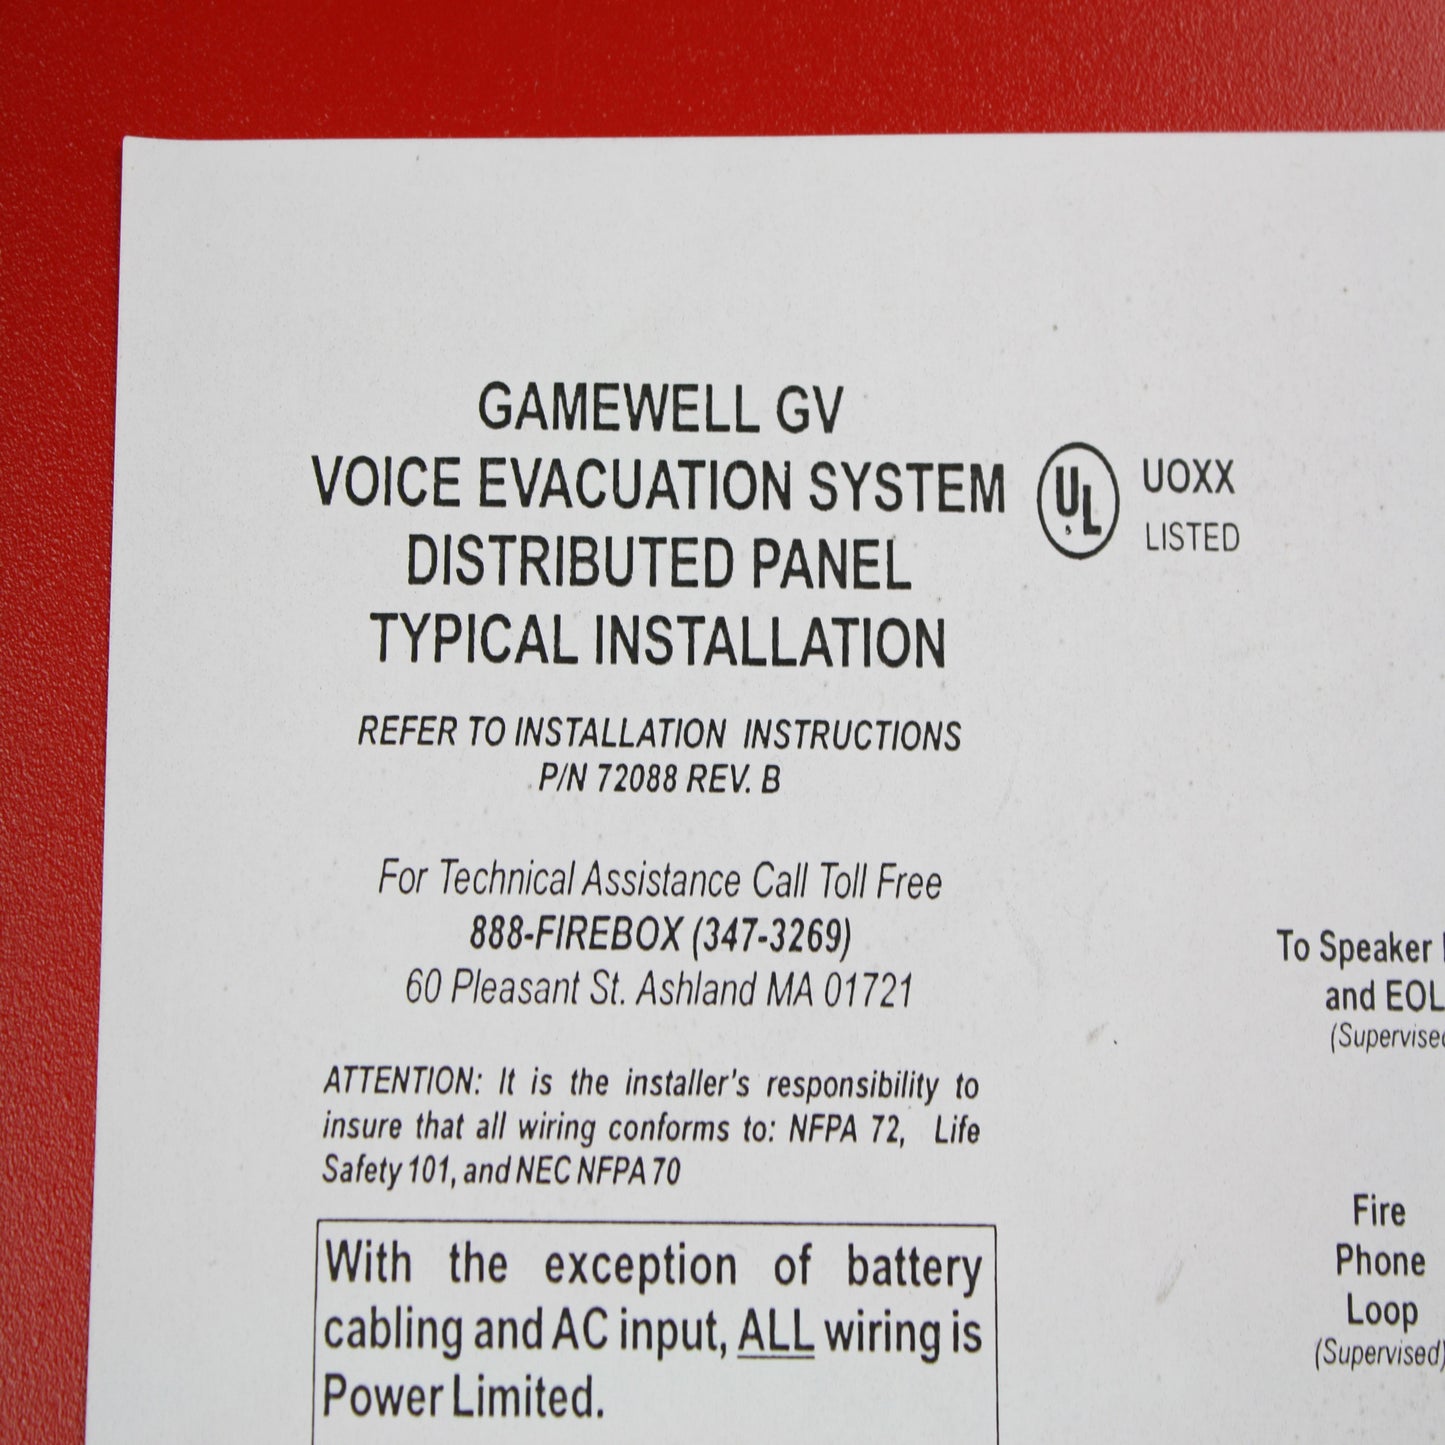 GAMEWELL GV
VOICE EVACUATION SYSTEM
DISTRIBUTED PANEL
TYPICAL INSTALLATION
UL
UOXX
LISTED
REFER TO INSTALLATION INSTRUCTIONS
P/N 72088 REV. B
For Technical Assistance Call Toll Free
888-FIREBOX (347-3269)
60 Pleasant St. Ashland MA 01721
ATTENTION: It is the installer's responsibility to
insure that all wiring conforms to: NFPA 72, Life
Safety 101, and NEC NFPA 70
With the exception of battery
cabling and AC input, ALL wiring is
Power Limited.
To Speaker
and EOL
(Supervised
Fire
Phone
Loop
(Supervised)